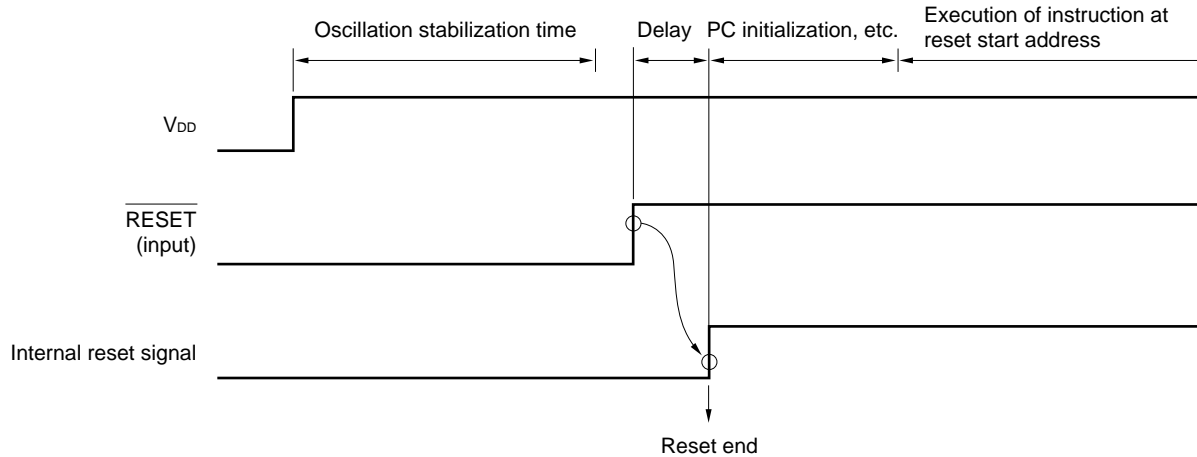 Oscillation stabilization time
Delay
PC initialization, etc.
Execution of instruction at
reset start address
VDD
RESET
(input)
Internal reset signal
Reset end